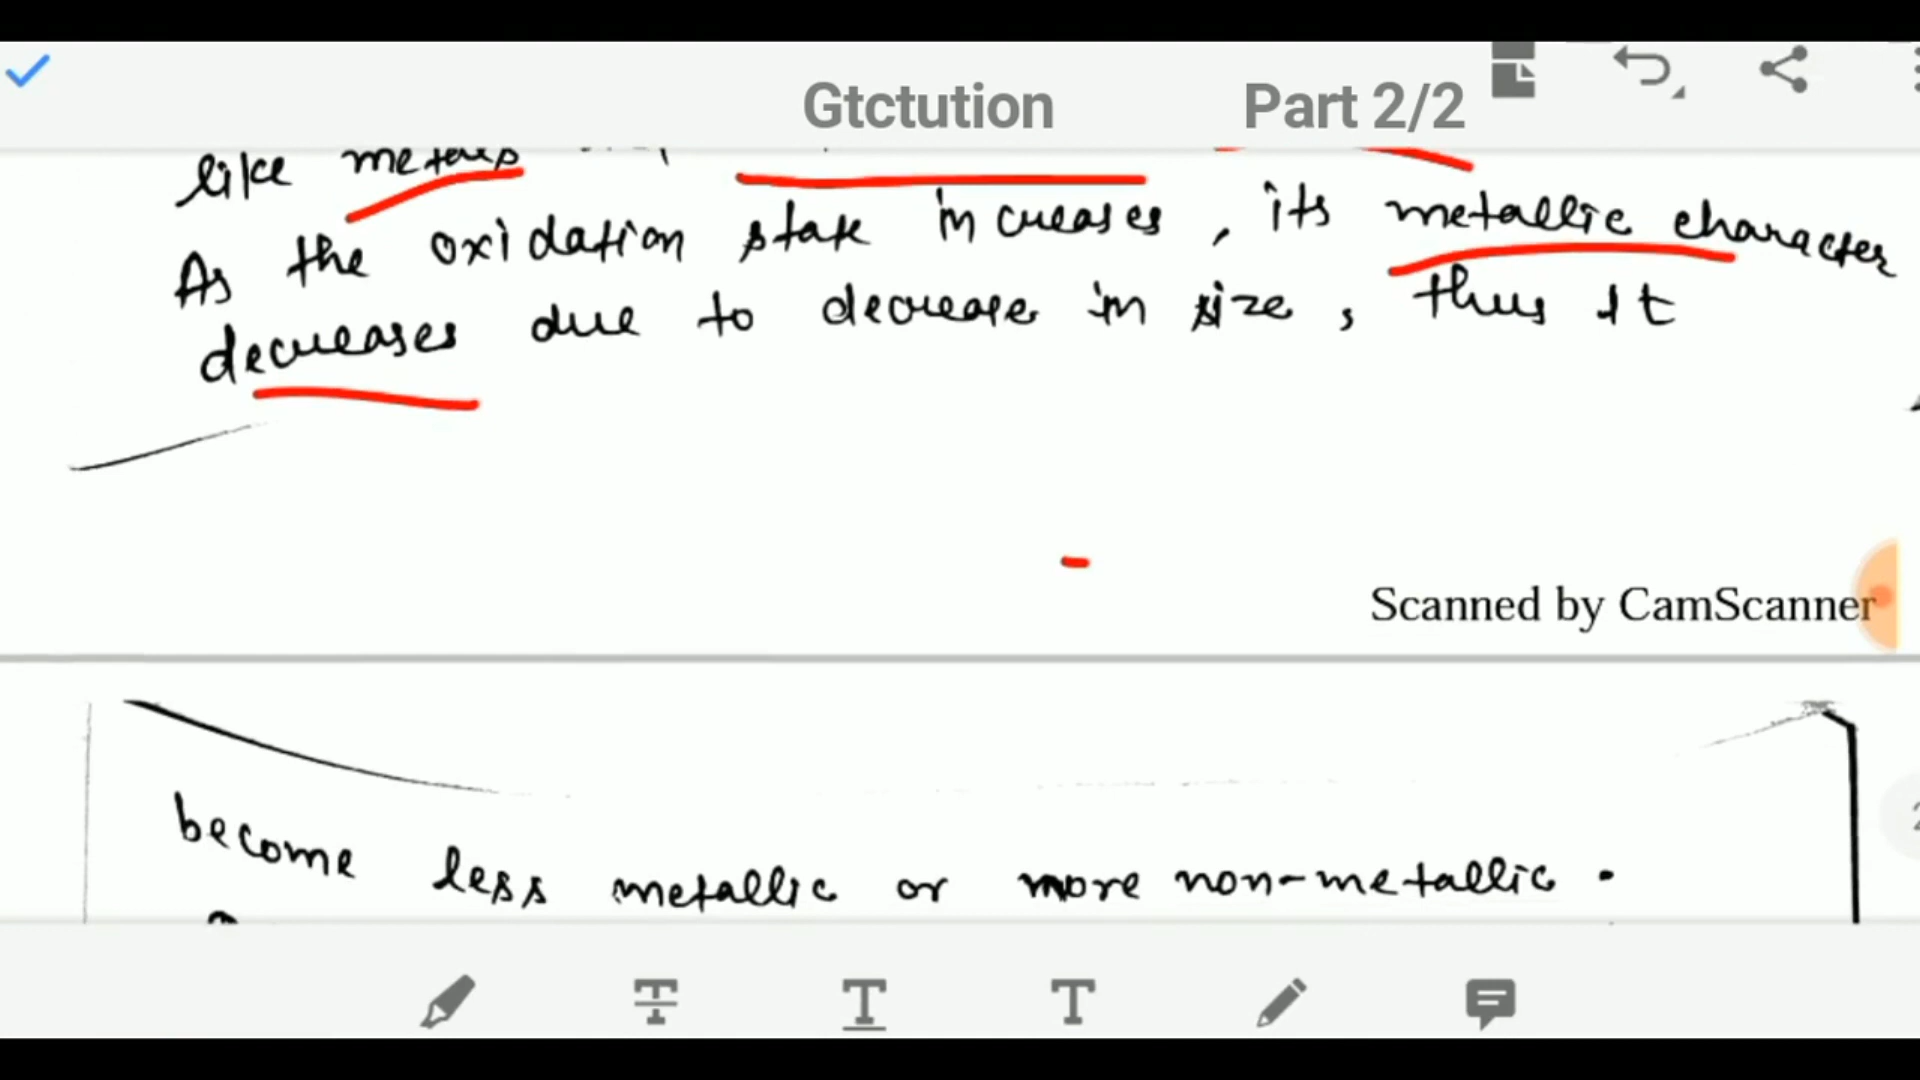 Gtctution Part 2/2
like metals
As the oxidation state increases, its metallic character
decreases due to decrease in size, thus it
Scanned by CamScanner
become less metallic or more non-metallic.